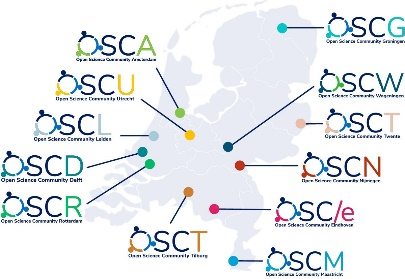 OSCG
Open Science Community Groningen
OSCA
Open Science Community Amsterdam
OSCU
Open Science Community Utrecht
OSCW
Open Science Community Wageningen
OSCL
Open Science Community Leiden
OSCT
Open Science Community Twente
OSCD
Open Science Community Delft
OSCN
Open Science Community Nijmegen
OSCR
Open Science Community Rotterdam
OSC/e
Open Science Community Eindhoven
OSCT
Open Science Community Tilburg
OSCM
Open Science Community Maastricht